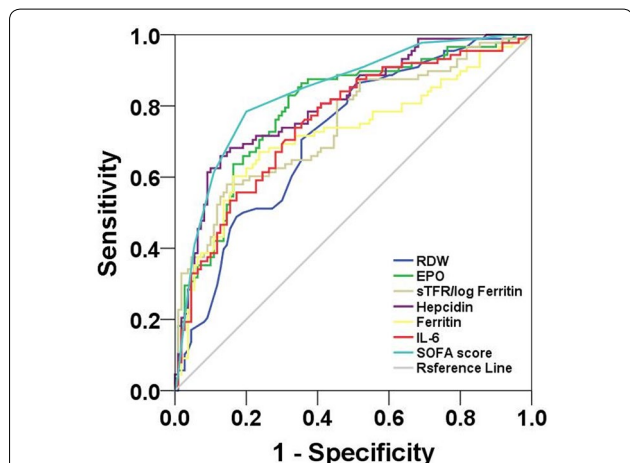 1.0
0.8
0.6
0.4
0.2
0.0
Sensitivity
RDW
EPO
sTFR/log Ferritin
Hepcidin
Ferritin
IL-6
SOFA score
Rsference Line
0.0 0.2 0.4 0.6 0.8 1.0
1 - Specificity